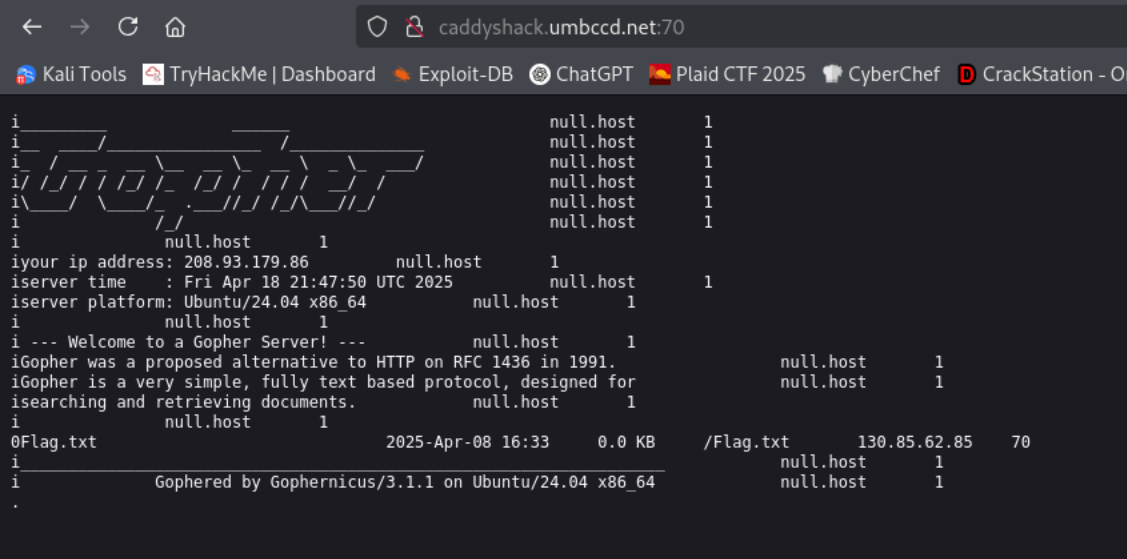 caddyshack.umbccd.net:70
Kali Tools TryHackMe | Dashboard Exploit-DB ChatGPT Plaid CTF 2025 CyberChef CrackStation - O
i_________                ______                              null.host       1
i__  ____/________________  /______________                   null.host       1
i_  / __ _  __ \__  __ \_  __ \  _ \_  ___/                   null.host       1
i/ /_/ / / /_/ /_  /_/ /  / / /  __/  /                       null.host       1
i\____/  \____/_  .___//_/ /_/\___//_/                        null.host       1
i               /_/                                           null.host       1
i               null.host       1
iyour ip address: 208.93.179.86         null.host       1
iserver time    : Fri Apr 18 21:47:50 UTC 2025          null.host       1
iserver platform: Ubuntu/24.04 x86_64           null.host       1
i               null.host       1
i --- Welcome to a Gopher Server! ---           null.host       1
iGopher was a proposed alternative to HTTP on RFC 1436 in 1991.                 null.host       1
iGopher is a very simple, fully text based protocol, designed for               null.host       1
isearching and retrieving documents.            null.host       1
i               null.host       1
0Flag.txt                              2025-Apr-08 16:33     0.0 KB     /Flag.txt       130.85.62.85    70
i______________________________________________________________________         null.host       1
i               Gophered by Gophernicus/3.1.1 on Ubuntu/24.04 x86_64            null.host       1
.